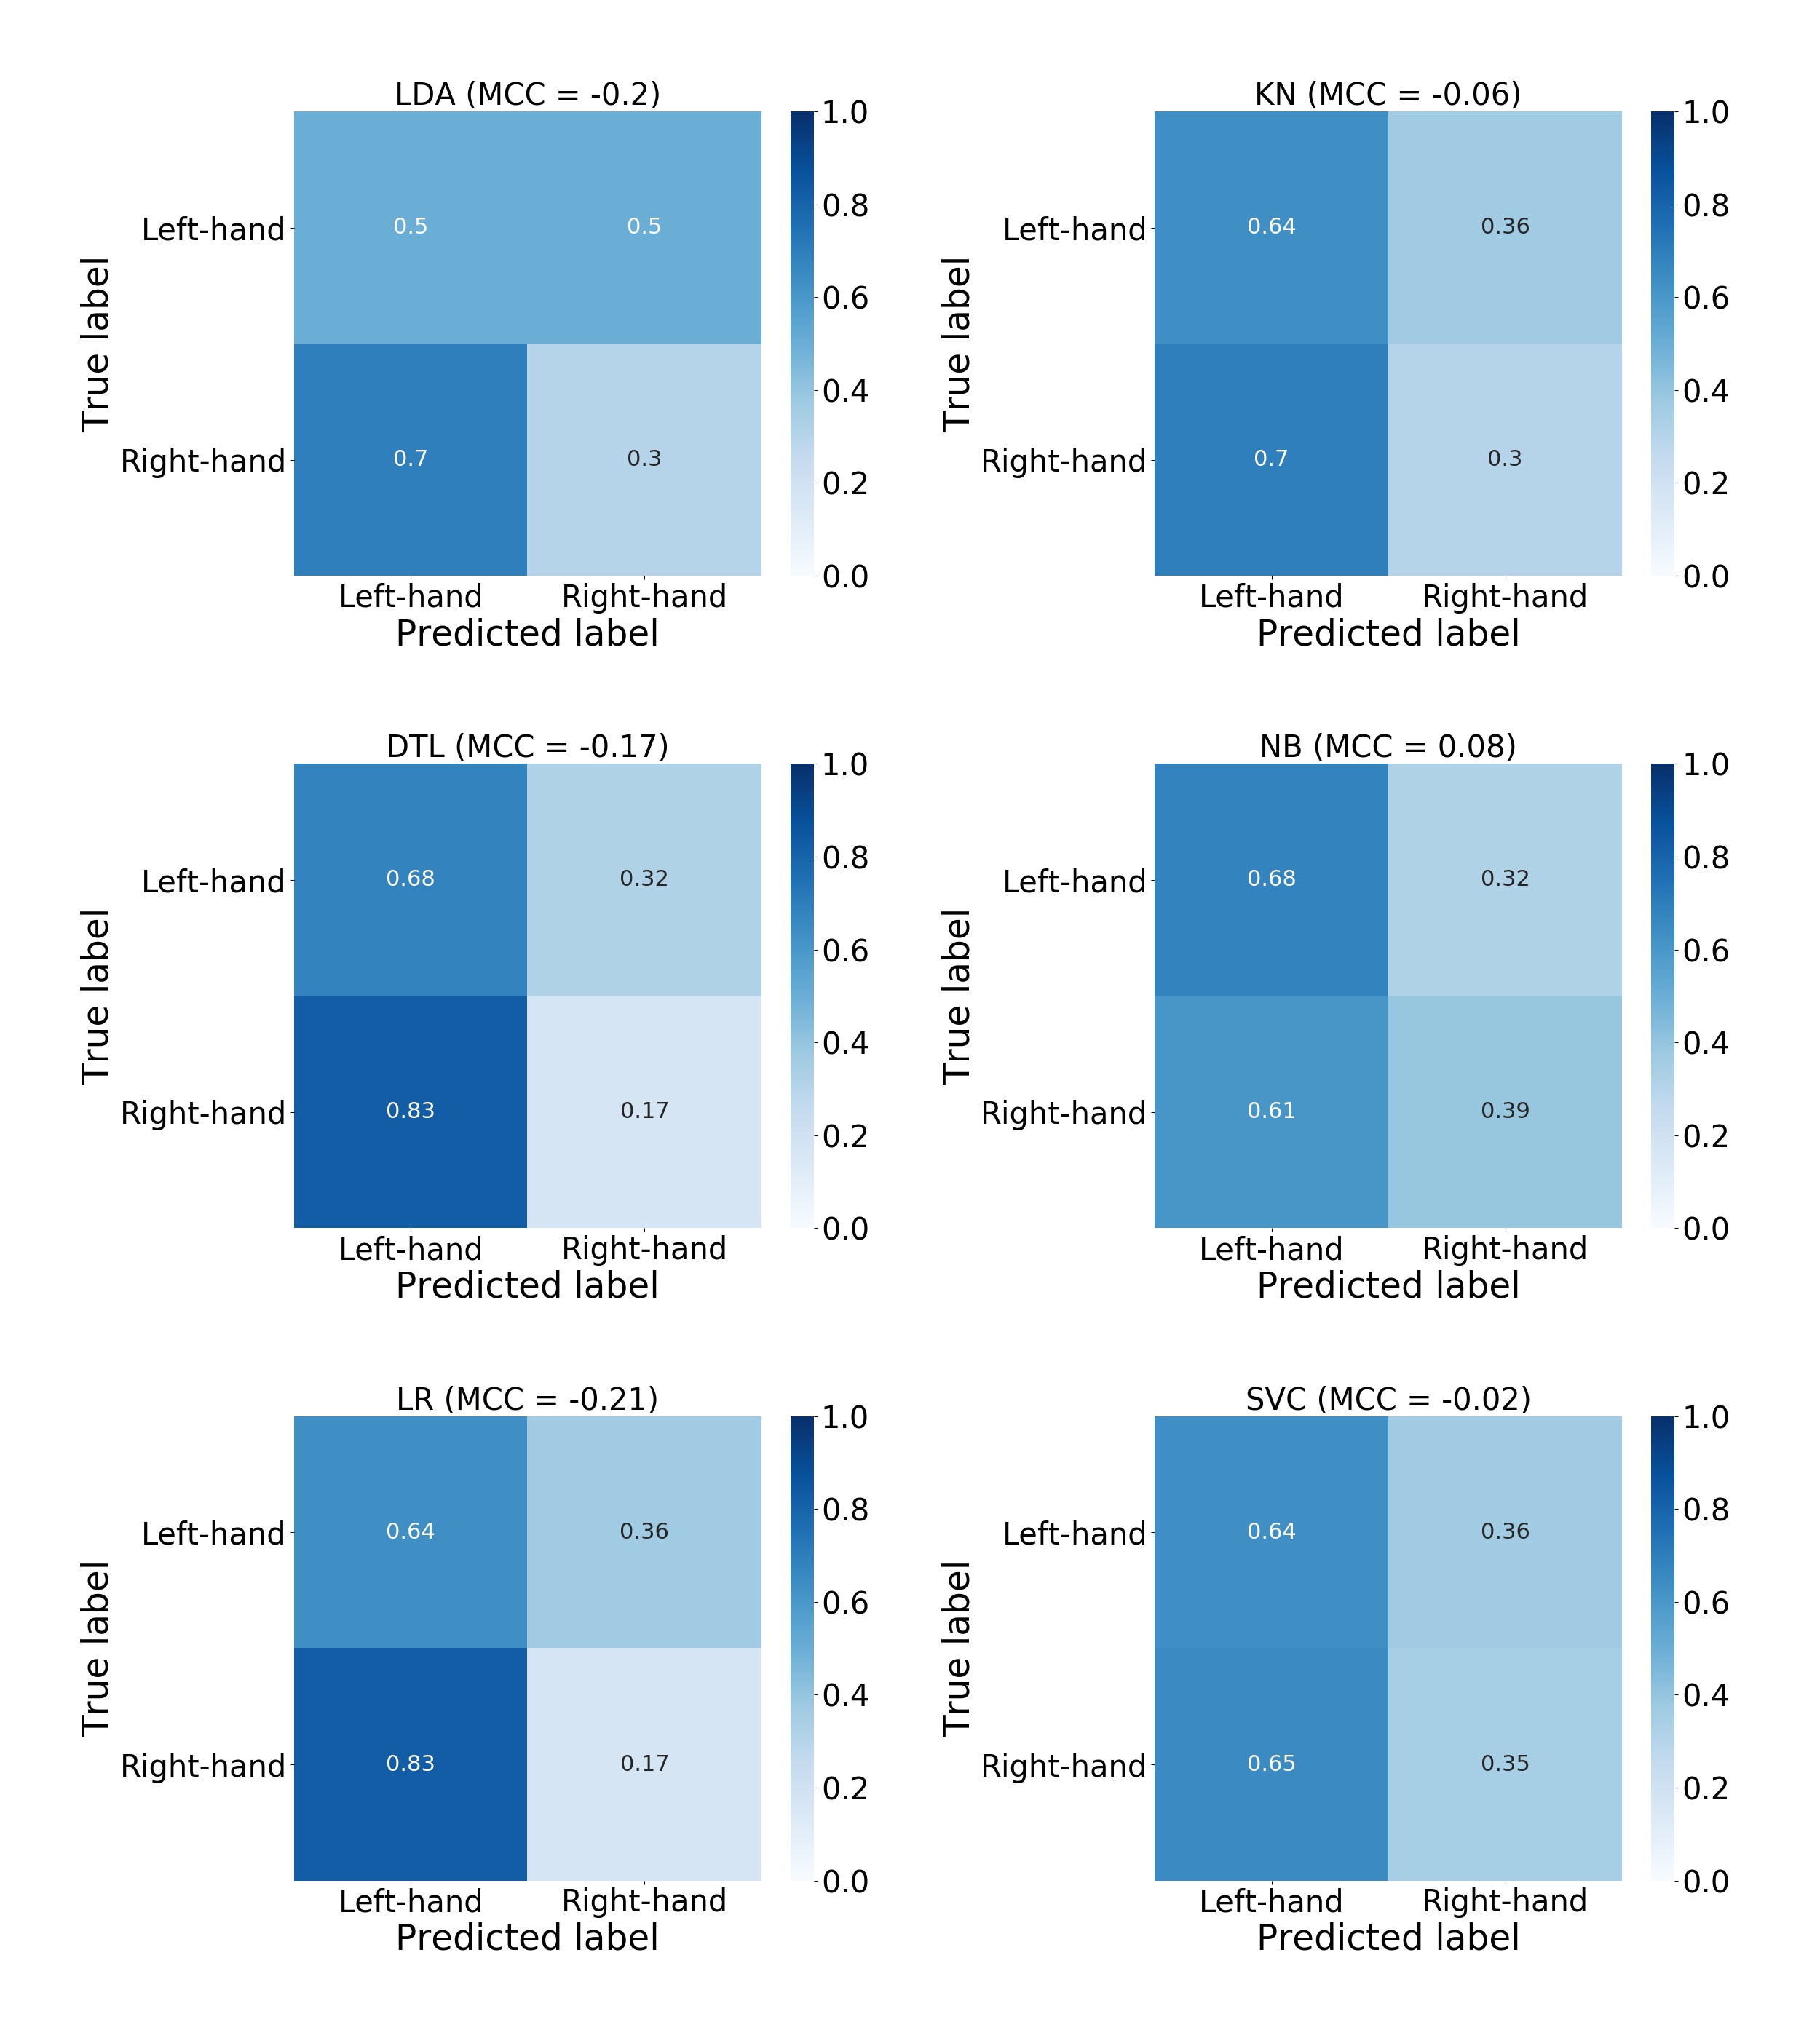 LDA (MCC = -0.2)
1.0
0.8
0.6
0.4
0.2
0.0
True label
Left-hand
0.5 0.5
Right-hand
0.7 0.3
Left-hand Right-hand
Predicted label
KN (MCC = -0.06)
1.0
0.8
0.6
0.4
0.2
0.0
True label
Left-hand
0.64 0.36
Right-hand
0.7 0.3
Left-hand Right-hand
Predicted label
DTL (MCC = -0.17)
1.0
0.8
0.6
0.4
0.2
0.0
True label
Left-hand
0.68 0.32
Right-hand
0.83 0.17
Left-hand Right-hand
Predicted label
NB (MCC = 0.08)
1.0
0.8
0.6
0.4
0.2
0.0
True label
Left-hand
0.68 0.32
Right-hand
0.61 0.39
Left-hand Right-hand
Predicted label
LR (MCC = -0.21)
1.0
0.8
0.6
0.4
0.2
0.0
True label
Left-hand
0.64 0.36
Right-hand
0.83 0.17
Left-hand Right-hand
Predicted label
SVC (MCC = -0.02)
1.0
0.8
0.6
0.4
0.2
0.0
True label
Left-hand
0.64 0.36
Right-hand
0.65 0.35
Left-hand Right-hand
Predicted label